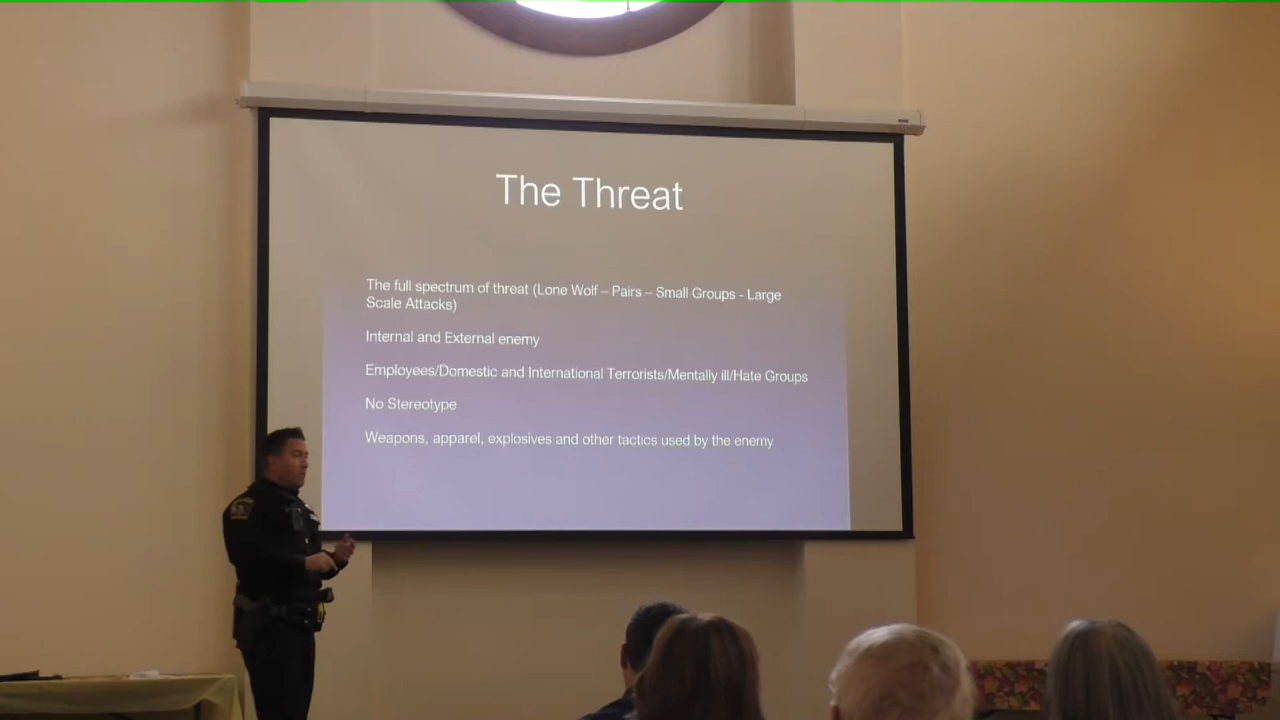 The Threat
The full spectrum of threat (Lone Wolf – Pairs – Small Groups - Large
Scale Attacks)
Internal and External enemy
Employees/Domestic and International Terrorists/Mentally ill/Hate Groups
No Stereotype
Weapons, apparel, explosives and other tactics used by the enemy